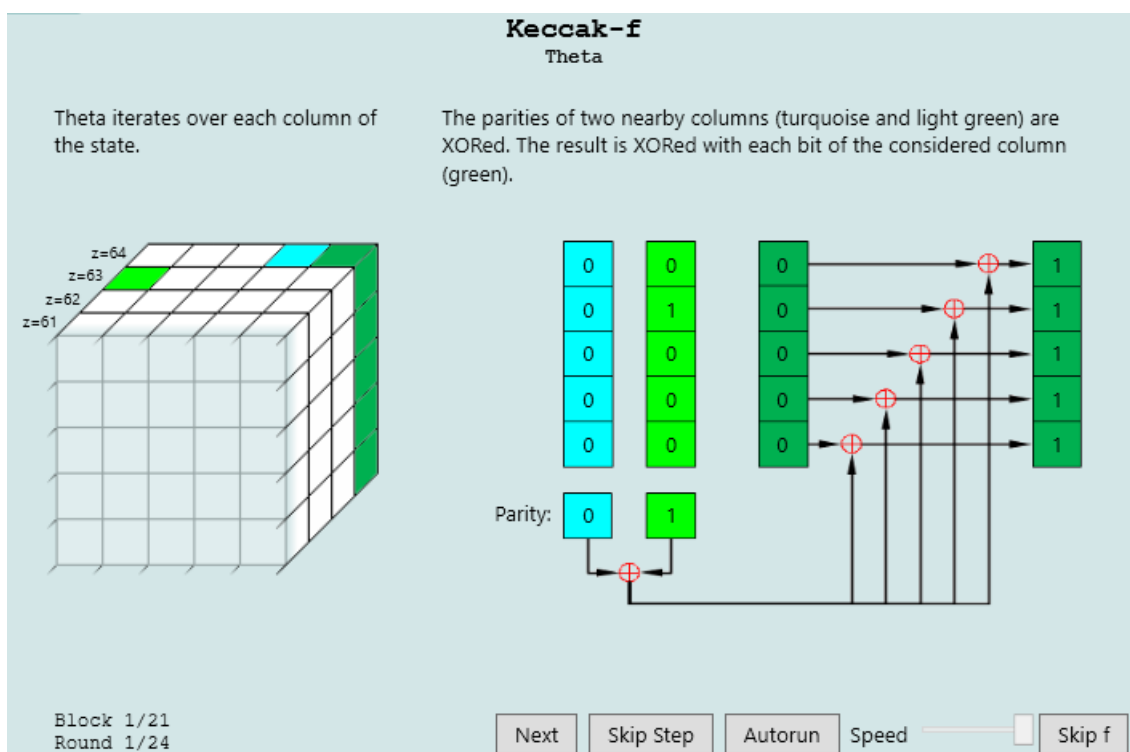 Keccak-f
Theta
Theta iterates over each column of
the state.
The parities of two nearby columns (turquoise and light green) are
XORed. The result is XORed with each bit of the considered column
(green).
z=64
z=63
z=62
z=61
0 0 0 1
0 1 0 1
0 0 0 1
0 0 0 1
0 0 0 1
Parity: 0 1
Block 1/21
Round 1/24
Next Skip Step Autorun Speed Skip f